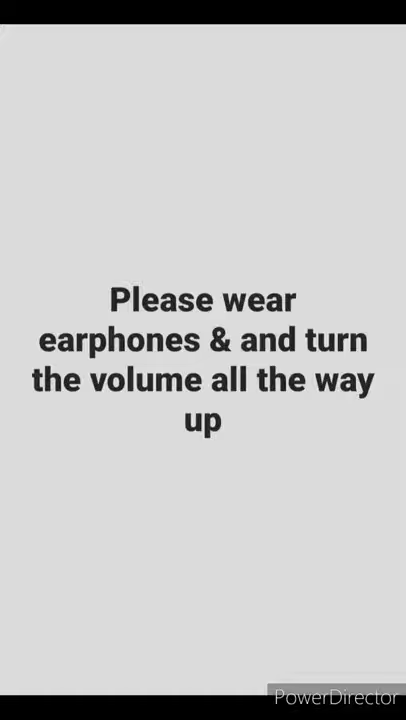 Please wear
earphones & and turn
the volume all the way
up
PowerDirector